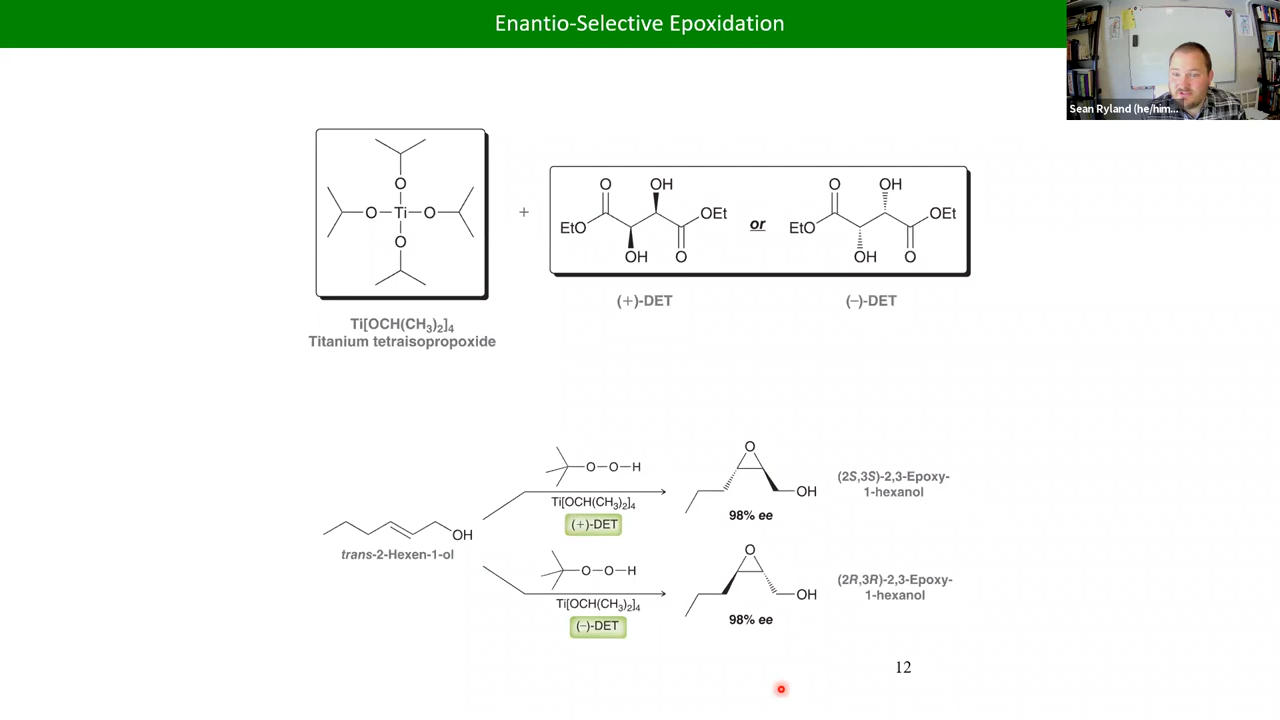 Enantio-Selective Epoxidation
Sean Ryland (he/him...
O
O Ti O
O
+
O OH
EtO OEt
OH O
or
O OH
EtO OEt
OH O
(+)-DET
(–)-DET
Ti[OCH(CH₃)₂]₄
Titanium tetraisopropoxide
O–O–H
Ti[OCH(CH₃)₂]₄
(+)-DET
O
OH
98% ee
(2S,3S)-2,3-Epoxy-
1-hexanol
OH
trans-2-Hexen-1-ol
O–O–H
Ti[OCH(CH₃)₂]₄
(–)-DET
O
OH
98% ee
(2R,3R)-2,3-Epoxy-
1-hexanol
12